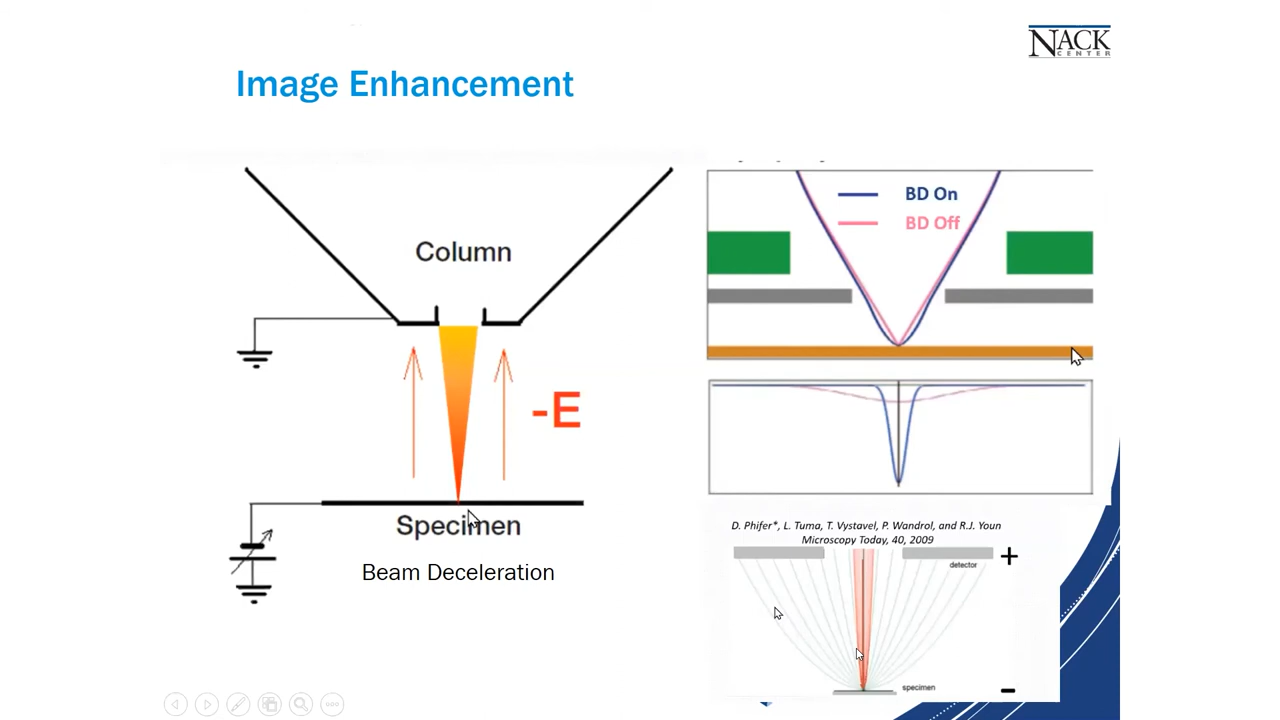 NACK
CENTER
Image Enhancement
Column
-E
Specimen
Beam Deceleration
BD On
BD Off
D. Phifer*, L. Tuma, T. Vystavel, P. Wandrol, and R.J. Youn
Microscopy Today, 40, 2009
detector
+
specimen
-